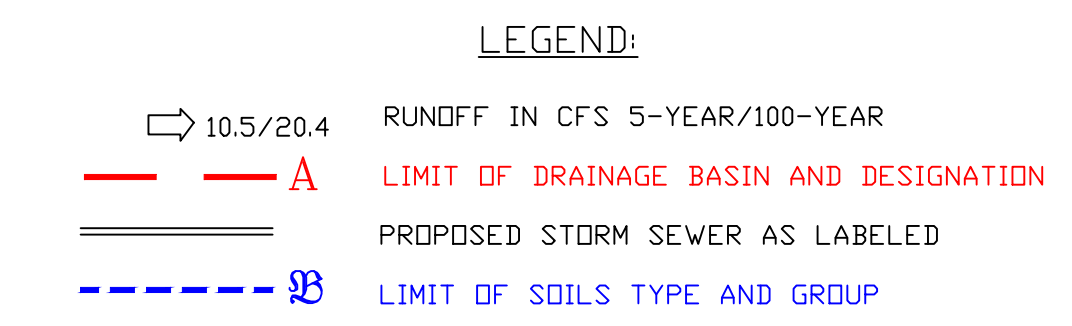 LEGEND:
10.5/20.4 RUNOFF IN CFS 5-YEAR/100-YEAR
A LIMIT OF DRAINAGE BASIN AND DESIGNATION
PROPOSED STORM SEWER AS LABELED
B LIMIT OF SOILS TYPE AND GROUP